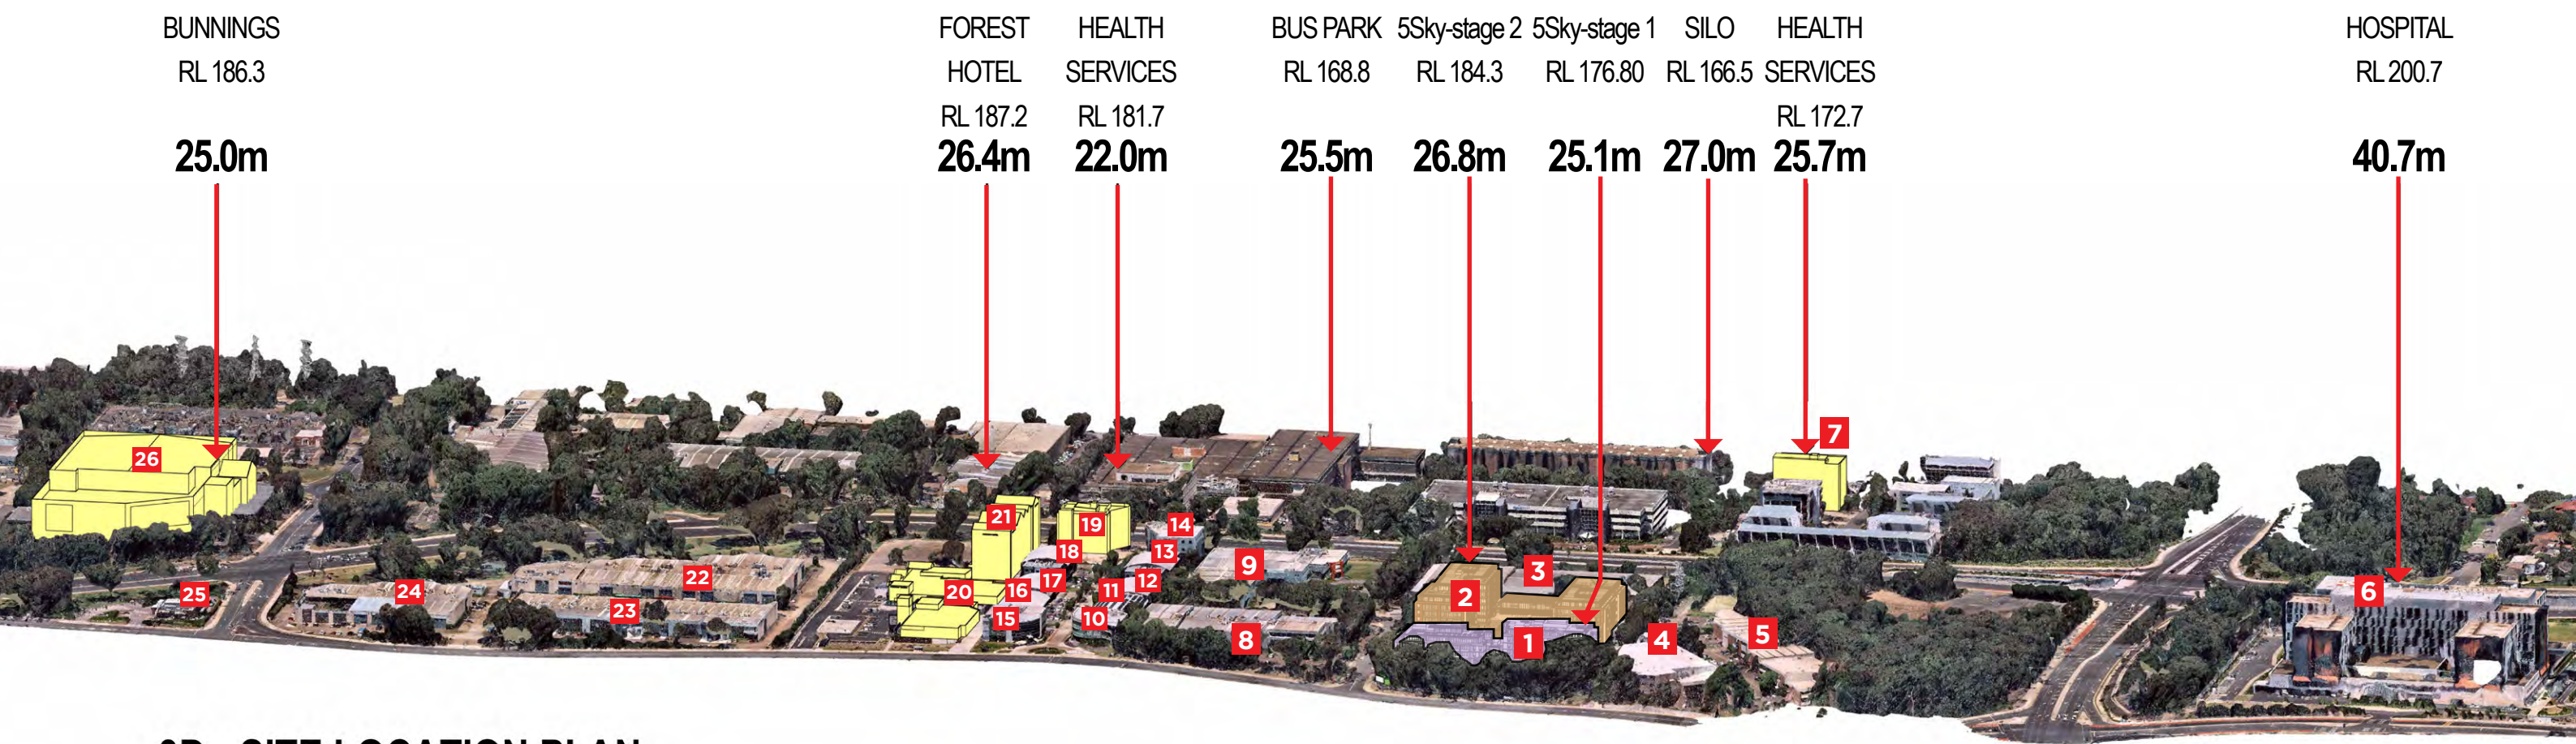 BUNNINGS
RL 186.3
25.0m
FOREST
HOTEL
RL 187.2
26.4m
HEALTH
SERVICES
RL 181.7
22.0m
BUS PARK
RL 168.8
25.5m
5Sky-stage 2
RL 184.3
26.8m
5Sky-stage 1
RL 176.80
25.1m
SILO
RL 166.5
27.0m
HEALTH
SERVICES
RL 172.7
25.7m
HOSPITAL
RL 200.7
40.7m
26
25
24
22
23
21
20
19
18
17
16
15
14
13
12
11
10
9
8
7
3
2
1
4
5
6
3D - SITE LOCATION PLAN